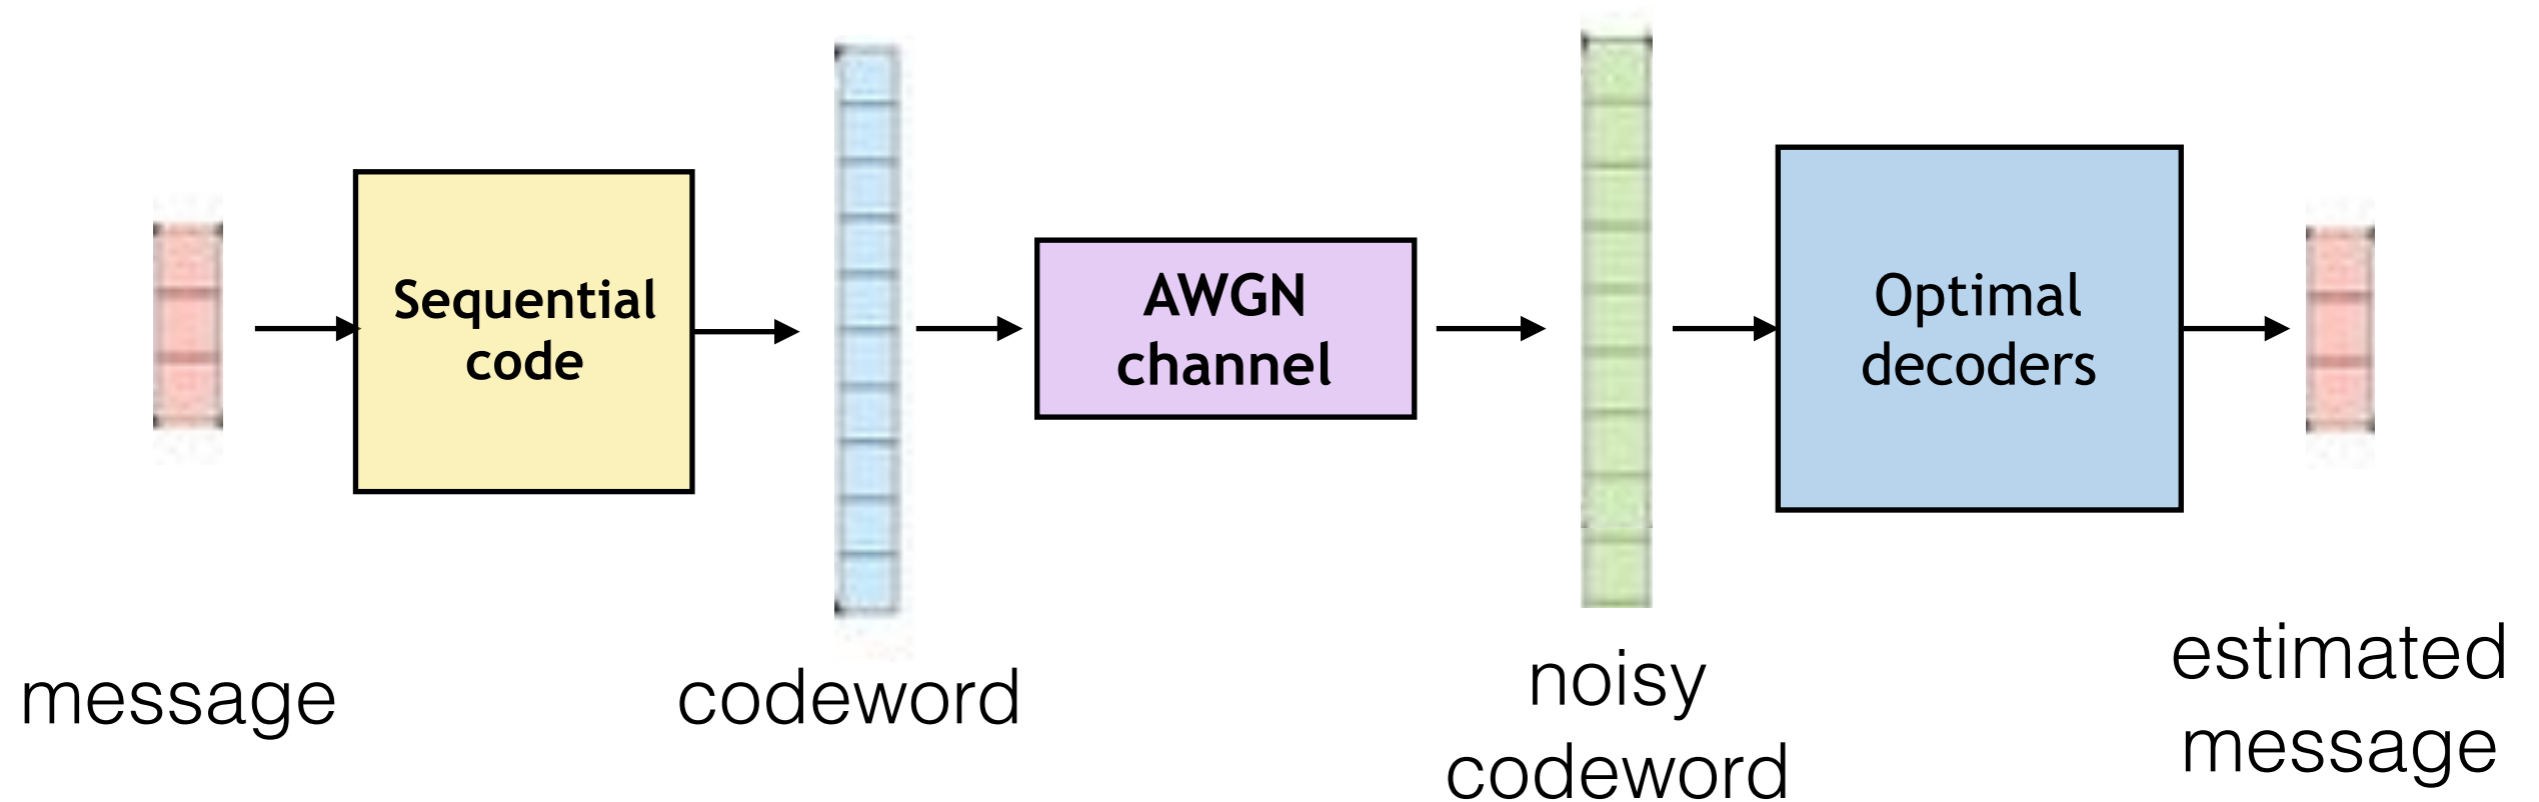 Sequential
code
AWGN
channel
Optimal
decoders
message
codeword
noisy
codeword
estimated
message